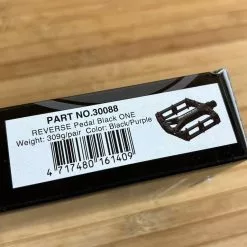 PART NO.30088
REVERSE Pedal Black ONE
Weight: 309g/pair Color: Black/Purple
4 717480 161409